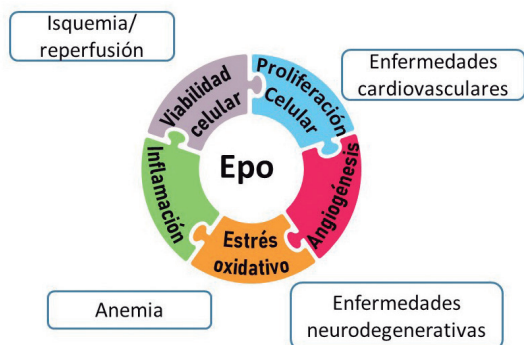 Isquemia/
reperfusión
Enfermedades
cardiovasculares
Viabilidad
celular
Proliferación
Celular
Inflamación
Epo
Angiogénesis
Estrés
oxidativo
Anemia
Enfermedades
neurodegenerativas